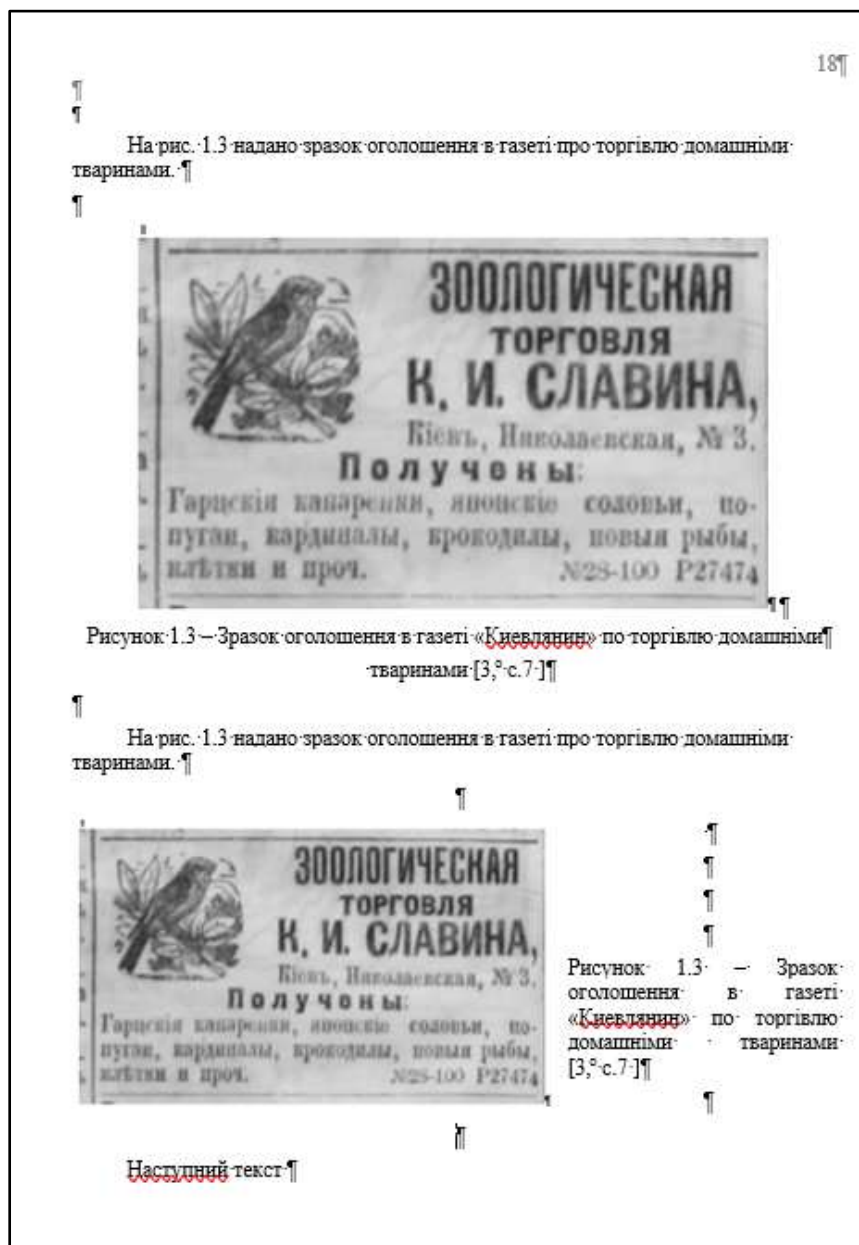 18¶
¶
¶
На рис. 1.3 надано зразок оголошення в газеті про торгівлю домашніми
тваринами. ¶
¶
ЗООЛОГИЧЕСКАЯ
ТОРГОВЛЯ
К. И. СЛАВИНА,
Кіевъ, Николаевская, № 3.
Получены:
Гарцскія канарейки, японскіе соловьи, по-
пугаи, кардиналы, крокодилы, новыя рыбы,
клѣтки и проч. №28-100 Р27474
¶¶
Рисунок 1.3 – Зразок оголошення в газеті «Киевлянин» по торгівлю домашніми¶
тваринами [3,° с.7 ]¶
¶
На рис. 1.3 надано зразок оголошення в газеті про торгівлю домашніми
тваринами. ¶
¶
ЗООЛОГИЧЕСКАЯ
ТОРГОВЛЯ
К. И. СЛАВИНА,
Кіевъ, Николаевская, № 3.
Получены:
Гарцскія канарейки, японскіе соловьи, по-
пугаи, кардиналы, крокодилы, новыя рыбы,
клѣтки и проч. №28-100 Р27474
¶
¶
¶
¶
¶
Рисунок 1.3 – Зразок
оголошення в газеті
«Киевлянин» по торгівлю
домашніми тваринами
[3,° с.7 ]¶
¶
¶
Наступний текст ¶